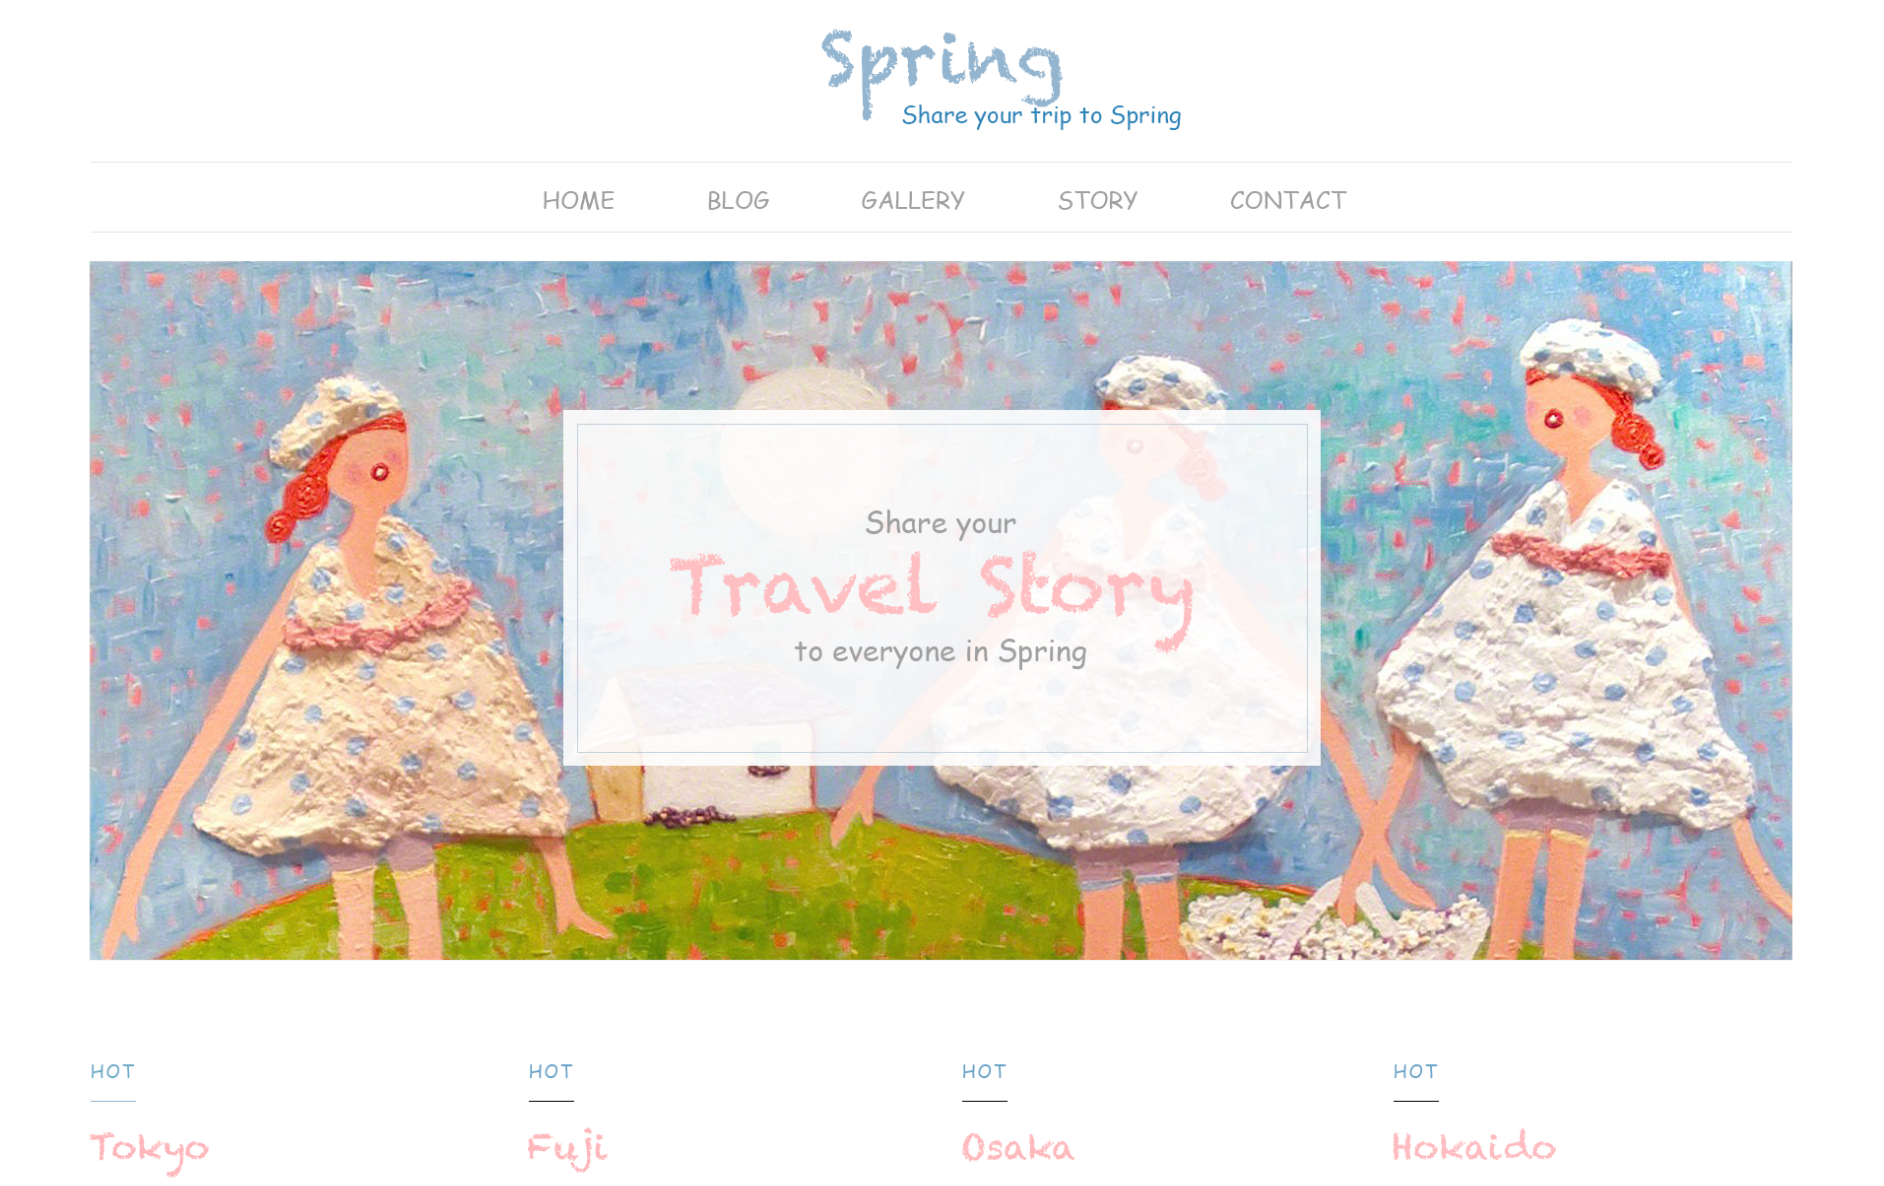 Spring
Share your trip to Spring
HOME BLOG GALLERY STORY CONTACT
Share your
Travel Story
to everyone in Spring
HOT HOT HOT HOT
Tokyo Fuji Osaka Hokaido